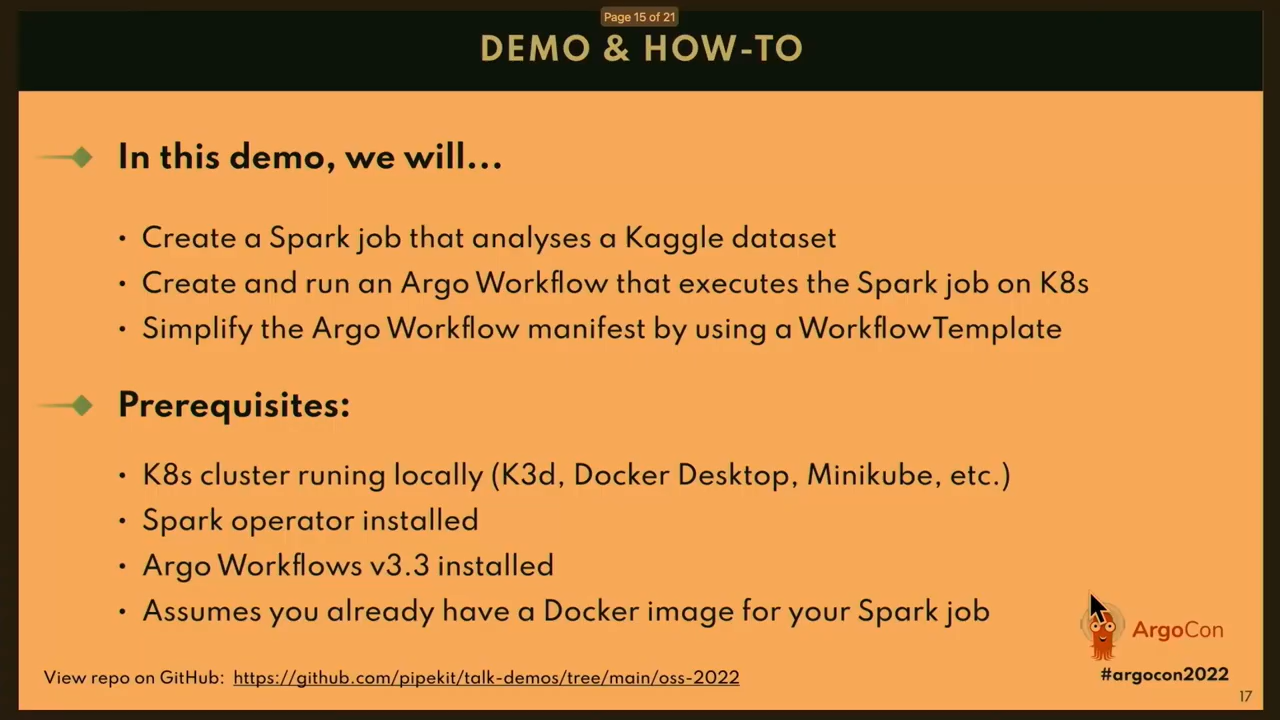 Page 15 of 21
DEMO & HOW-TO
In this demo, we will...
• Create a Spark job that analyses a Kaggle dataset
• Create and run an Argo Workflow that executes the Spark job on K8s
• Simplify the Argo Workflow manifest by using a WorkflowTemplate
Prerequisites:
• K8s cluster runing locally (K3d, Docker Desktop, Minikube, etc.)
• Spark operator installed
• Argo Workflows v3.3 installed
• Assumes you already have a Docker image for your Spark job
ArgoCon
View repo on GitHub: https://github.com/pipekit/talk-demos/tree/main/oss-2022
#argocon2022
17